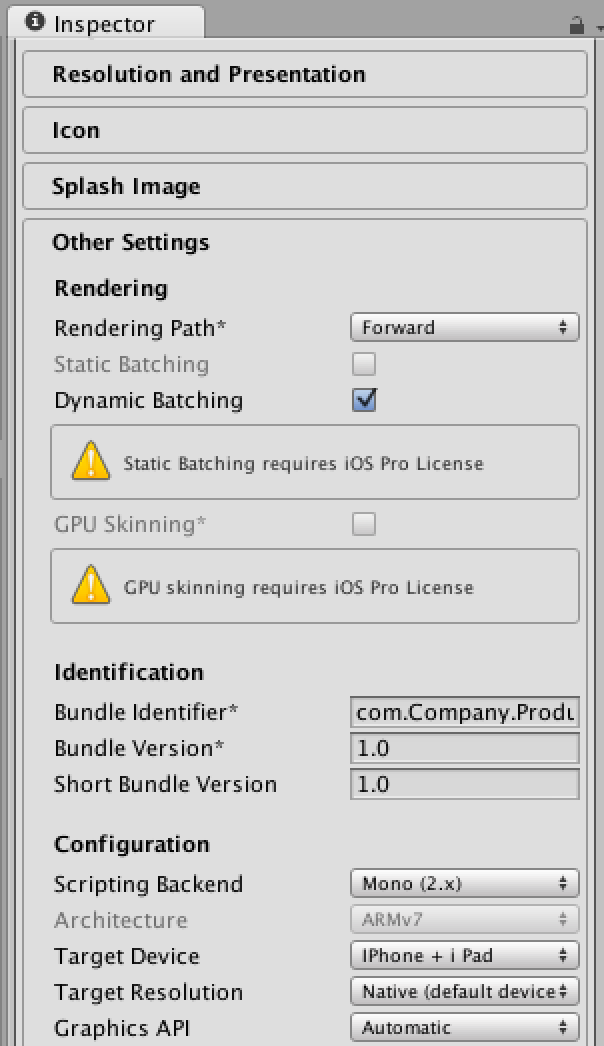 Inspector
Resolution and Presentation
Icon
Splash Image
Other Settings
Rendering
Rendering Path* Forward
Static Batching
Dynamic Batching
Static Batching requires iOS Pro License
GPU Skinning*
GPU skinning requires iOS Pro License
Identification
Bundle Identifier* com.Company.Produ
Bundle Version* 1.0
Short Bundle Version 1.0
Configuration
Scripting Backend Mono (2.x)
Architecture ARMv7
Target Device IPhone + i Pad
Target Resolution Native (default device
Graphics API Automatic